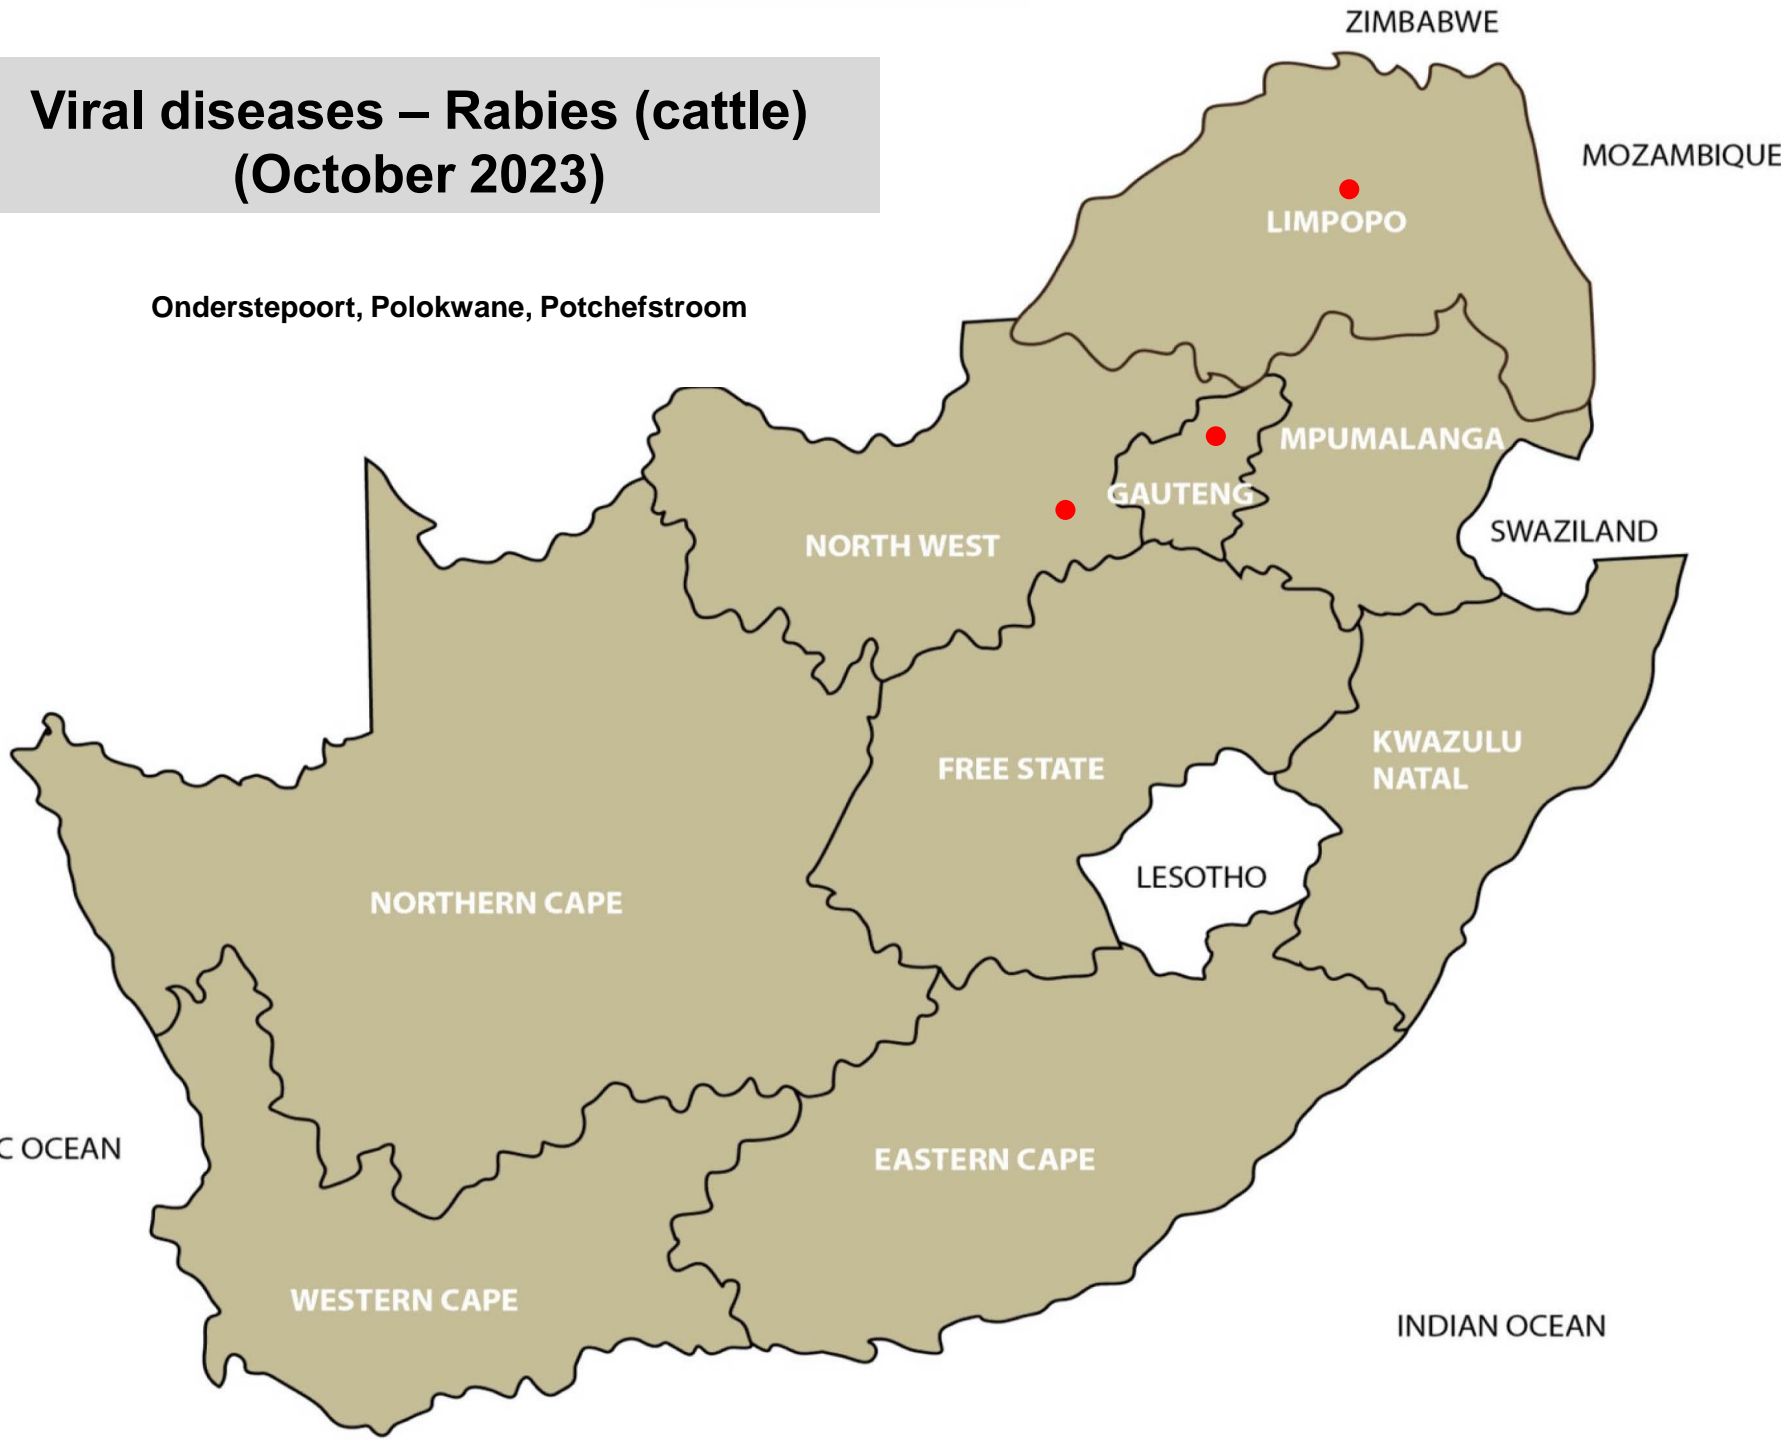 ZIMBABWE
Viral diseases – Rabies (cattle)
(October 2023)
MOZAMBIQUE
LIMPOPO
Onderstepoort, Polokwane, Potchefstroom
MPUMALANGA
GAUTENG
SWAZILAND
NORTH WEST
KWAZULU
NATAL
FREE STATE
LESOTHO
NORTHERN CAPE
C OCEAN
EASTERN CAPE
WESTERN CAPE
INDIAN OCEAN